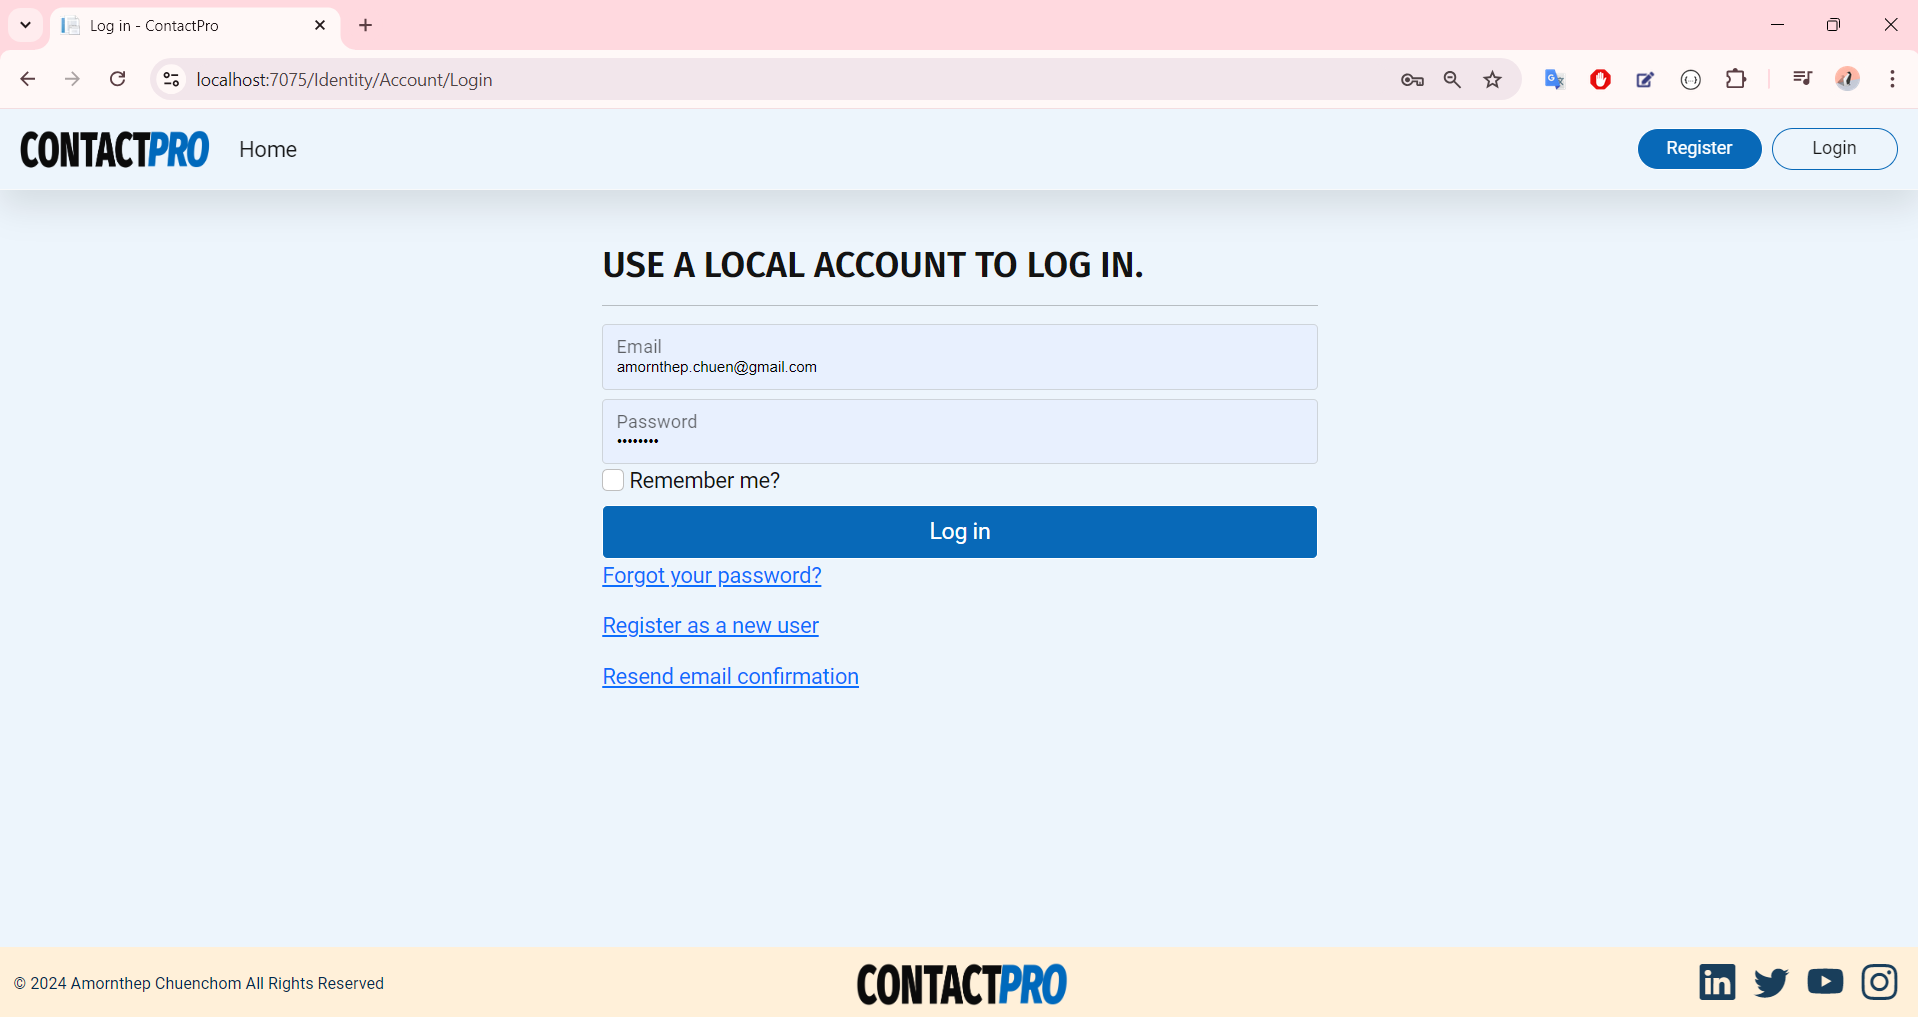 Log in - ContactPro
localhost:7075/Identity/Account/Login
CONTACTPRO
Home
Register
Login
USE A LOCAL ACCOUNT TO LOG IN.
Email
amornthep.chuen@gmail.com
Password
••••••••
Remember me?
Log in
Forgot your password?
Register as a new user
Resend email confirmation
© 2024 Amornthep Chuenchom All Rights Reserved
CONTACTPRO